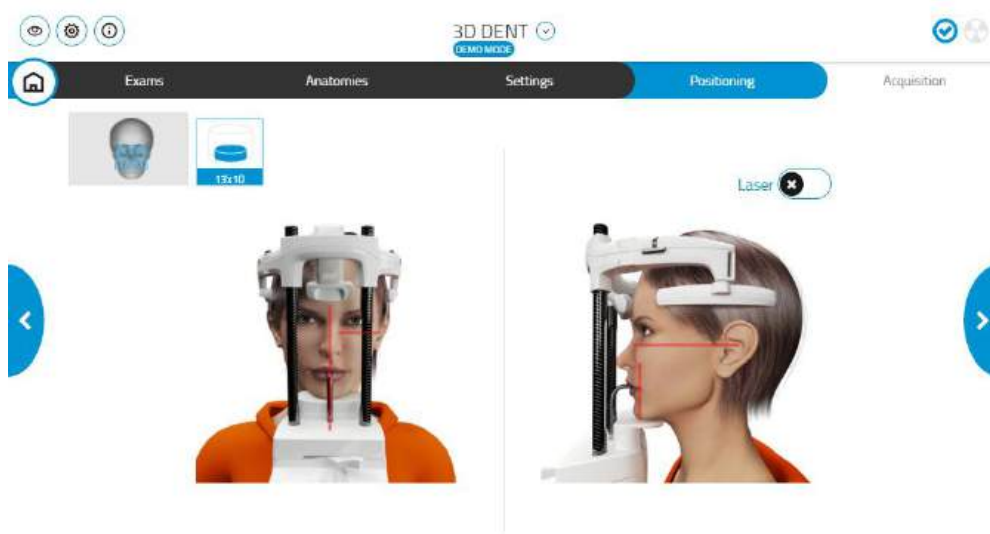 3D DENT
DEMO MODE
Exams
Anatomies
Settings
Positioning
Acquisition
13x10
Laser